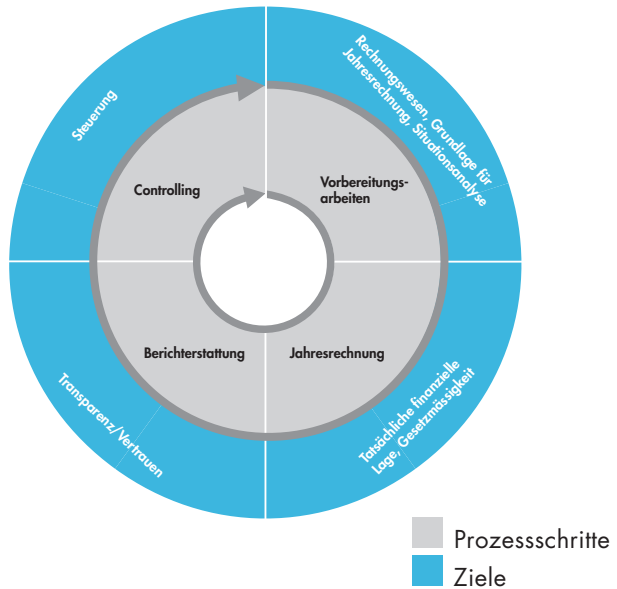 Steuerung
Rechnungswesen, Grundlage für
Jahresrechnung, Situationsanalyse
Controlling
Vorbereitungs-
arbeiten
Berichterstattung
Jahresrechnung
Transparenz/Vertrauen
Tatsächliche finanzielle
Lage, Gesetzmässigkeit
Prozessschritte
Ziele